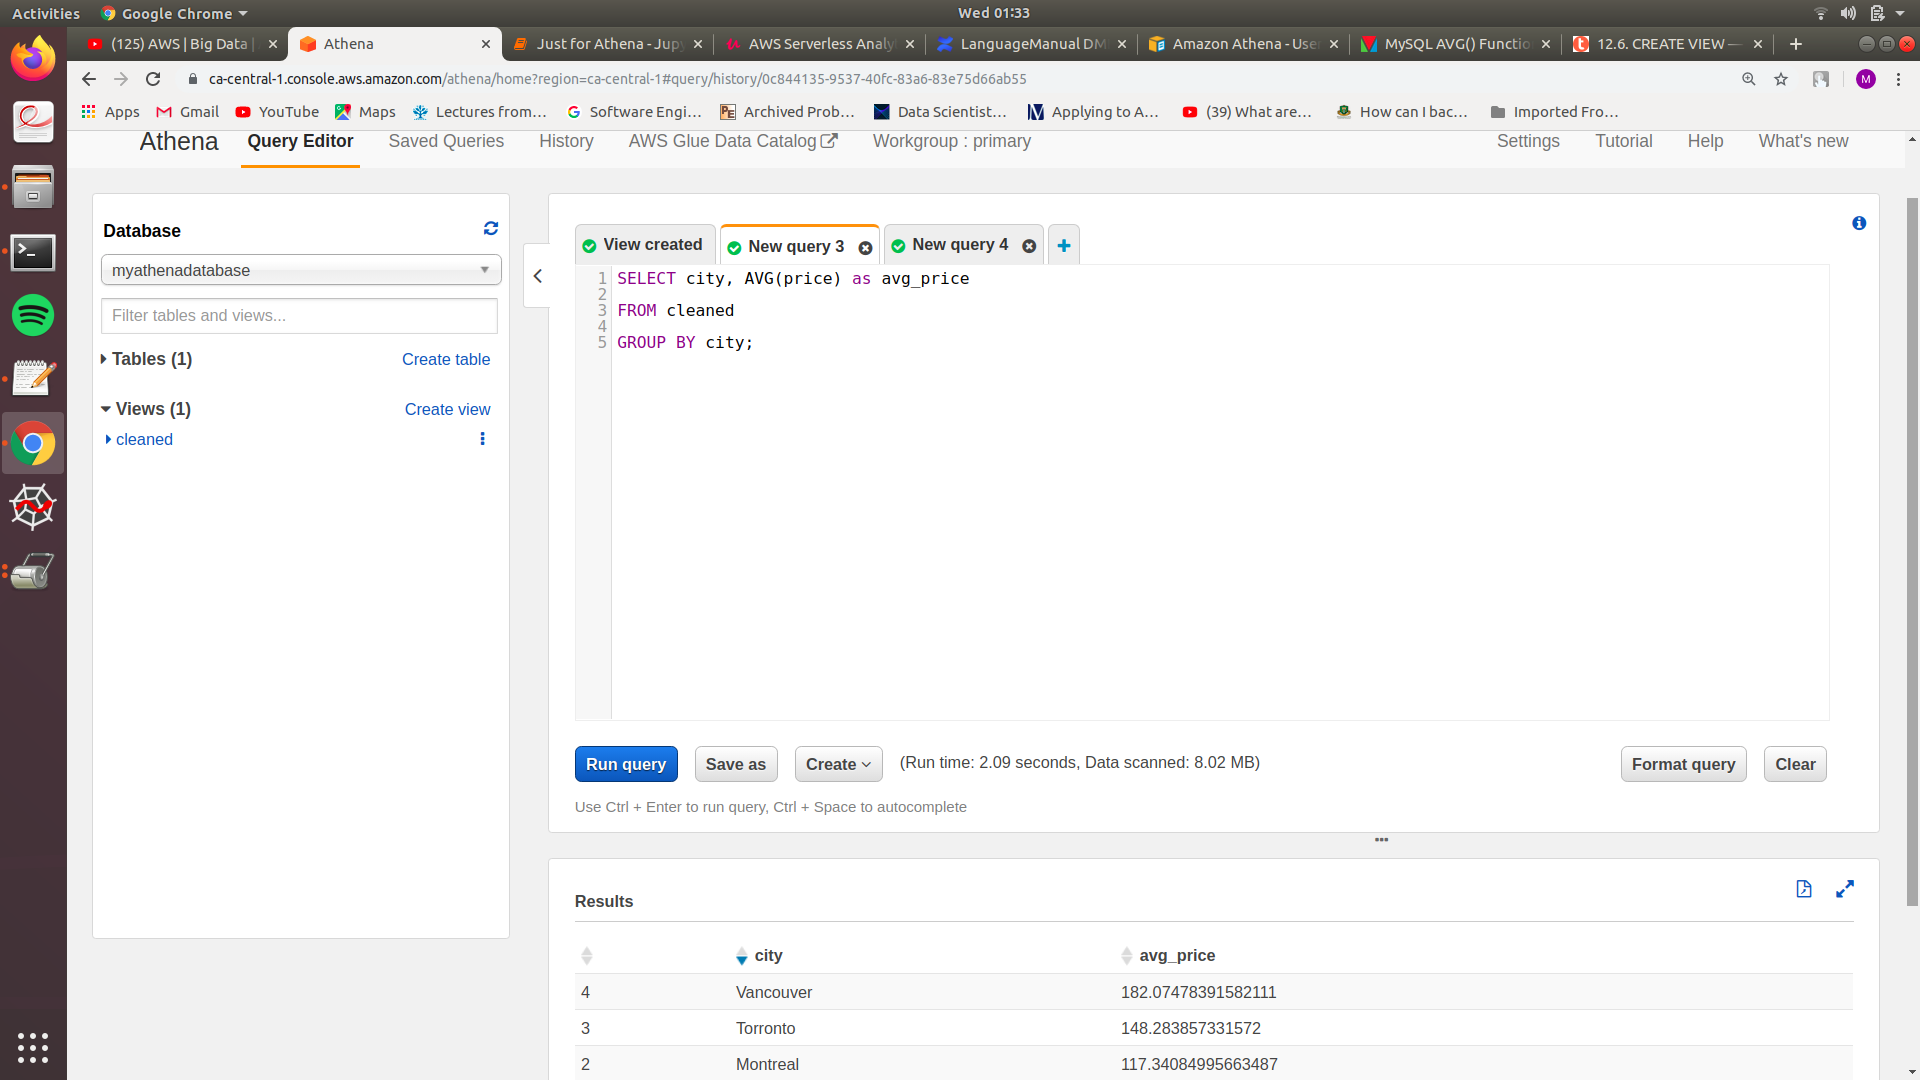 Activities Google Chrome Wed 01:33
(125) AWS | Big Data | Athena Just for Athena - Jupy AWS Serverless Analy LanguageManual DM Amazon Athena - User MySQL AVG() Functio 12.6. CREATE VIEW —
ca-central-1.console.aws.amazon.com/athena/home?region=ca-central-1#query/history/0c844135-9537-40fc-83a6-83e75d66ab55 M
Apps Gmail YouTube Maps Lectures from... Software Engi... Archived Prob... Data Scientist... Applying to A... (39) What are... How can I bac... Imported Fro...
Athena Query Editor Saved Queries History AWS Glue Data Catalog Workgroup : primary Settings Tutorial Help What's new
Database
myathenadatabase
Filter tables and views...
Tables (1) Create table
Views (1) Create view
cleaned
View created New query 3 New query 4
1 SELECT city, AVG(price) as avg_price
2
3 FROM cleaned
4
5 GROUP BY city;
Run query Save as Create (Run time: 2.09 seconds, Data scanned: 8.02 MB) Format query Clear
Use Ctrl + Enter to run query, Ctrl + Space to autocomplete
Results
city avg_price
4 Vancouver 182.07478391582111
3 Torronto 148.283857331572
2 Montreal 117.34084995663487